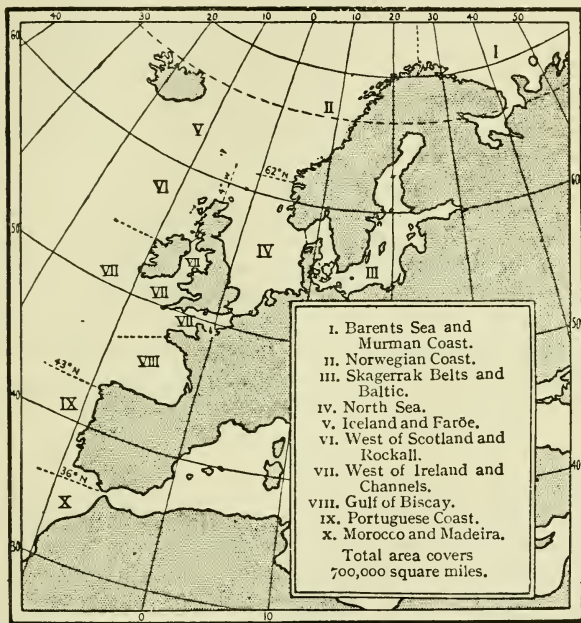 40 30 20 10 0 10 20 30 40 50
60
I
II
V
62°N
VI
60
50
IV
VII
VII
VII
III
VII
VIII
50
43°N
40
IX
40
36°N
X
30
0 10
I. Barents Sea and
Murman Coast.
II. Norwegian Coast.
III. Skagerrak Belts and
Baltic.
IV. North Sea.
V. Iceland and Faröe.
VI. West of Scotland and
Rockall.
VII. West of Ireland and
Channels.
VIII. Gulf of Biscay.
IX. Portuguese Coast.
X. Morocco and Madeira.
Total area covers
700,000 square miles.